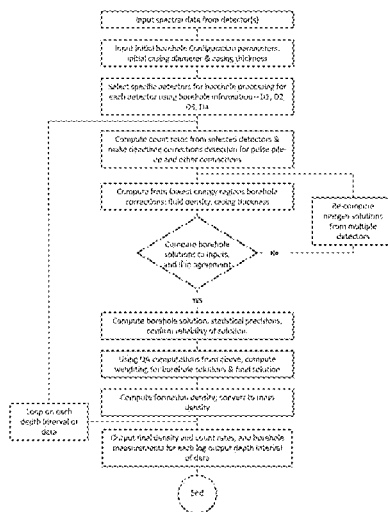 Input spectral data from detector(s)
Input initial borehole configuration parameters,
initial casing diameter & casing thickness
Select specific detectors for borehole processing for
each detector using borehole information – D1, D2,
D3, D4
Compute count rates from selected detectors &
make deadtime corrections detection for pulse pile-
up and other corrections
Compute from lowest energy regions borehole
corrections: fluid density, casing thickness
Re-compute
nitrogen solutions
from multiple
detectors
Compare borehole
solutions to inputs,
and if in agreement
No
YES
Compute borehole solution, statistical precisions,
confirm reliability of solution
Using QA computations from above, compute
weighting for borehole solutions & final solution
Compute formation density, convert to mass
density
Loop on each
depth interval of
data
Output final density and count rates, and borehole
measurements for each log output depth interval
of data
End